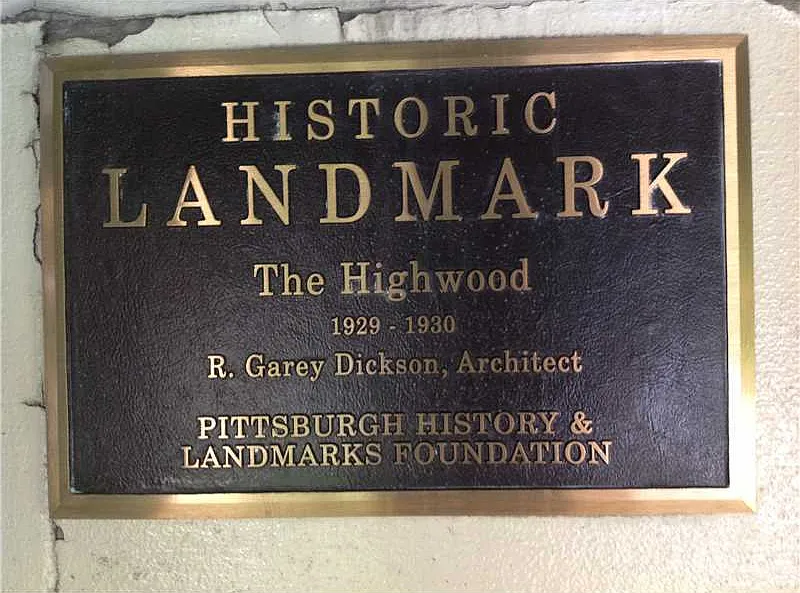 HISTORIC
LANDMARK
The Highwood
1929 - 1930
R. Garey Dickson, Architect
PITTSBURGH HISTORY &
LANDMARKS FOUNDATION